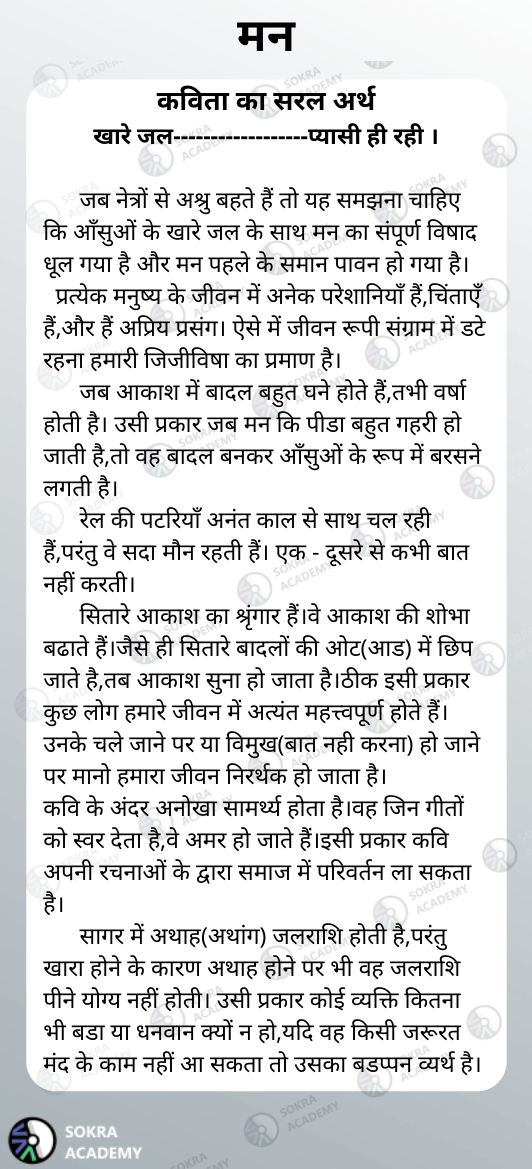 मन
कविता का सरल अर्थ
खारे जल------------------प्यासी ही रही ।
जब नेत्रों से अश्रु बहते हैं तो यह समझना चाहिए
कि आँसुओं के खारे जल के साथ मन का संपूर्ण विषाद
धूल गया है और मन पहले के समान पावन हो गया है।
प्रत्येक मनुष्य के जीवन में अनेक परेशानियाँ हैं,चिंताएँ
हैं,और हैं अप्रिय प्रसंग। ऐसे में जीवन रूपी संग्राम में डटे
रहना हमारी जिजीविषा का प्रमाण है।
जब आकाश में बादल बहुत घने होते हैं,तभी वर्षा
होती है। उसी प्रकार जब मन कि पीडा बहुत गहरी हो
जाती है,तो वह बादल बनकर आँसुओं के रूप में बरसने
लगती है।
रेल की पटरियाँ अनंत काल से साथ चल रही
हैं,परंतु वे सदा मौन रहती हैं। एक - दूसरे से कभी बात
नहीं करती।
सितारे आकाश का श्रृंगार हैं।वे आकाश की शोभा
बढाते हैं।जैसे ही सितारे बादलों की ओट(आड) में छिप
जाते है,तब आकाश सुना हो जाता है।ठीक इसी प्रकार
कुछ लोग हमारे जीवन में अत्यंत महत्त्वपूर्ण होते हैं।
उनके चले जाने पर या विमुख(बात नही करना) हो जाने
पर मानो हमारा जीवन निरर्थक हो जाता है।
कवि के अंदर अनोखा सामर्थ्य होता है।वह जिन गीतों
को स्वर देता है,वे अमर हो जाते हैं।इसी प्रकार कवि
अपनी रचनाओं के द्वारा समाज में परिवर्तन ला सकता
है।
सागर में अथाह(अथांग) जलराशि होती है,परंतु
खारा होने के कारण अथाह होने पर भी वह जलराशि
पीने योग्य नहीं होती। उसी प्रकार कोई व्यक्ति कितना
भी बडा या धनवान क्यों न हो,यदि वह किसी जरूरत
मंद के काम नहीं आ सकता तो उसका बडप्पन व्यर्थ है।
SOKRA
ACADEMY